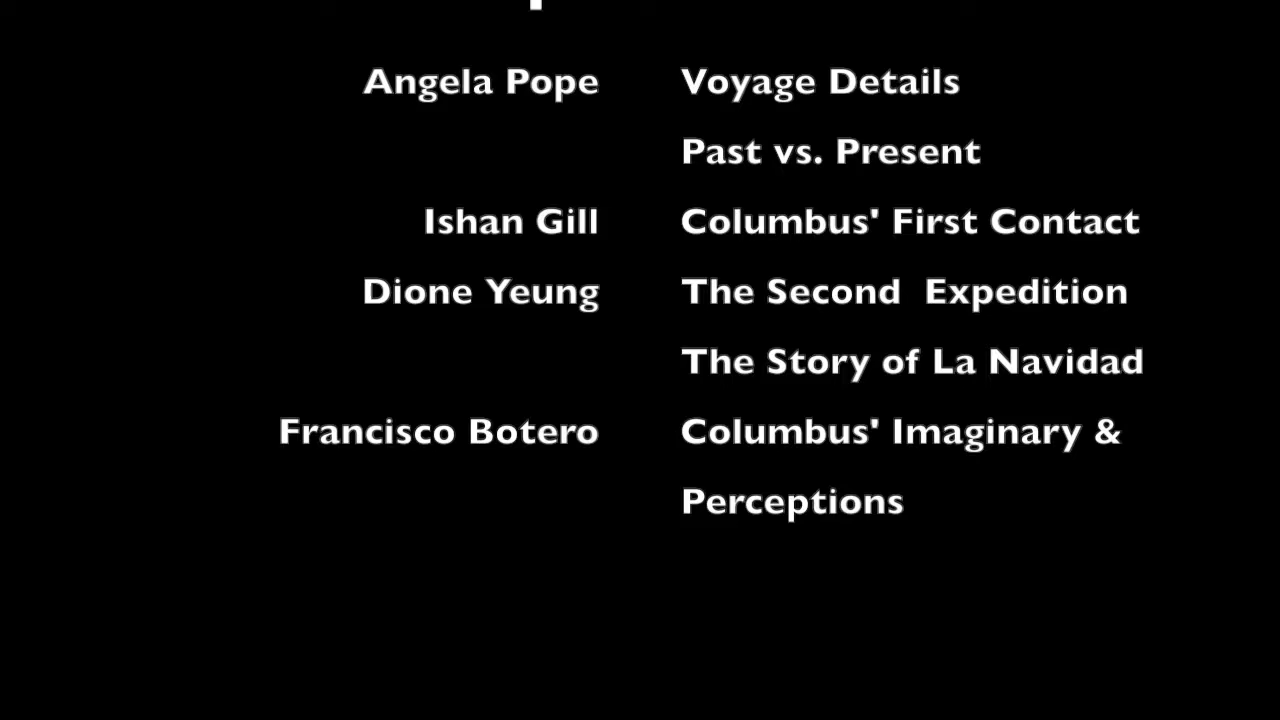 Angela Pope Voyage Details
Past vs. Present
Ishan Gill Columbus' First Contact
Dione Yeung The Second Expedition
The Story of La Navidad
Francisco Botero Columbus' Imaginary &
Perceptions